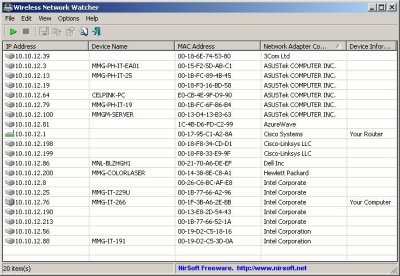 Wireless Network Watcher
File Edit View Options Help
IP Address Device Name MAC Address Network Adapter Co... Device Infor...
10.10.12.39 00-18-6E-74-53-80 3Com Ltd
10.10.12.3 MMG-PH-IT-EA01 00-15-F2-5D-AB-C1 ASUSTek COMPUTER INC.
10.10.12.13 MMG-PH-IT-25 00-1B-FC-89-4B-45 ASUSTek COMPUTER INC.
10.10.12.19 00-18-F3-16-BD-58 ASUSTek COMPUTER INC.
10.10.12.64 CELPINK-PC E0-CB-4E-9F-D9-90 ASUSTek COMPUTER INC.
10.10.12.79 MMG-PH-IT-19 00-1B-FC-6F-B6-84 ASUSTek COMPUTER INC.
10.10.12.100 MMGM-SERVER 00-13-D4-13-B3-63 ASUSTek COMPUTER INC.
10.10.12.81 1C-4B-D6-FD-C2-99 AzureWave
10.10.12.1 00-17-95-C1-A2-8A Cisco Systems Your Router
10.10.12.198 00-18-F8-34-CD-D1 Cisco-Linksys LLC
10.10.12.199 00-18-F8-33-E9-9F Cisco-Linksys LLC
10.10.12.86 MNL-BLZHGH1 00-21-70-A6-DE-EF Dell Inc
10.10.12.200 MMG-COLORLASER 00-14-38-8E-C8-A1 Hewlett Packard
10.10.12.8 00-26-C6-BC-AF-E8 Intel Corporate
10.10.12.25 MMG-IT-229U 00-1B-77-66-A2-96 Intel Corporate
10.10.12.76 MMG-IT-266 00-1F-3B-A6-2E-BB Intel Corporate Your Computer
10.10.12.190 00-13-E8-2D-54-43 Intel Corporate
10.10.12.213 00-1B-77-66-52-1A Intel Corporate
10.10.12.56 00-19-D2-C5-18-16 Intel Corporate
10.10.12.88 MMG-IT-191 00-19-D2-C5-3D-0A Intel Corporate
20 item(s) NirSoft Freeware. http://www.nirsoft.net